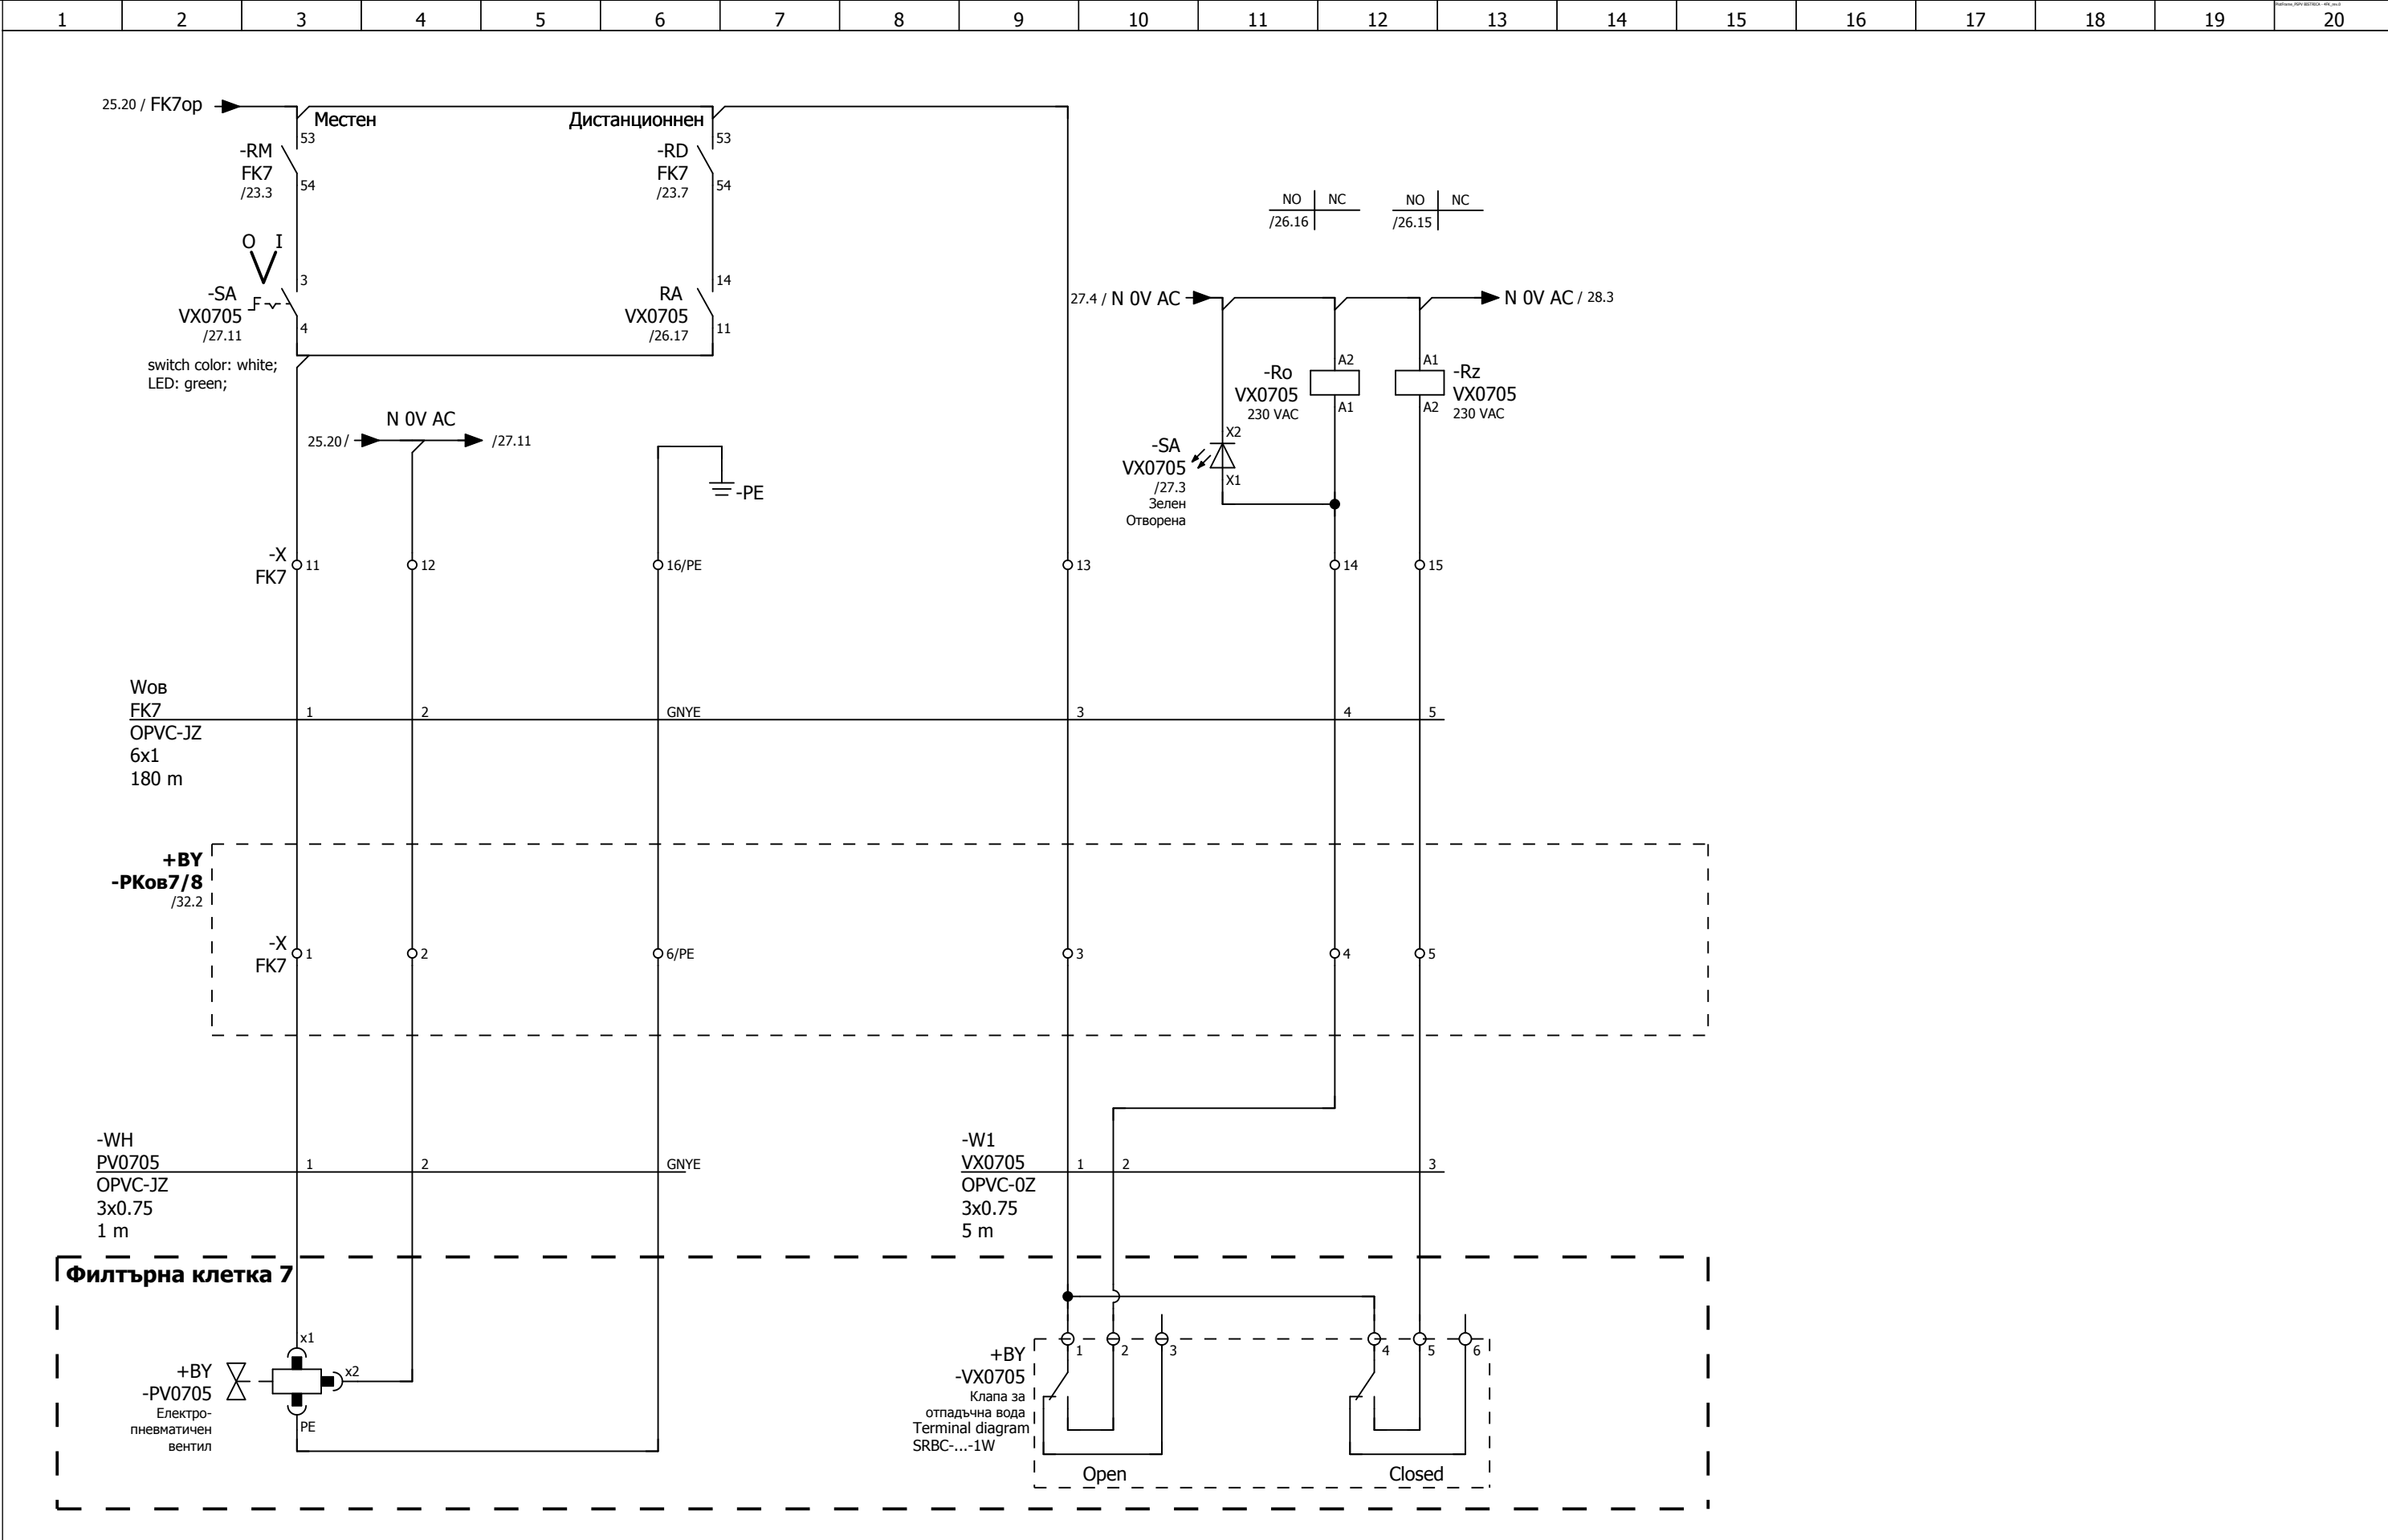 1 2 3 4 5 6 7 8 9 10 11 12 13 14 15 16 17 18 19 20
25.20 / FK7op
Местен
Дистанционнен
53
-RM
FK7
/23.3
54
53
-RD
FK7
/23.7
54
NO NC
/26.16
NO NC
/26.15
O I
3
-SA
VX0705
/27.11
4
switch color: white;
LED: green;
14
RA
VX0705
/26.17
11
27.4 / N 0V AC
N 0V AC / 28.3
A2
-Ro
VX0705
230 VAC
A1
A1
-Rz
VX0705
230 VAC
A2
N 0V AC
25.20 /
/27.11
-PE
X2
-SA
VX0705
/27.3
Зелен
Отворена
X1
-X
FK7
11 12 16/PE 13 14 15
Wов
FK7
OPVC-JZ
6x1
180 m
1 2 GNYE 3 4 5
+BY
-РКов7/8
/32.2
-X
FK7
1 2 6/PE 3 4 5
-WH
PV0705
OPVC-JZ
3x0.75
1 m
1 2 GNYE
-W1
VX0705
OPVC-0Z
3x0.75
5 m
1 2 3
Филтърна клетка 7
x1
x2
PE
+BY
-PV0705
Електро-
пневматичен
вентил
+BY
-VX0705
Клапа за
отпадъчна вода
Terminal diagram
SRBC-...-1W
1 2 3 4 5 6
Open
Closed